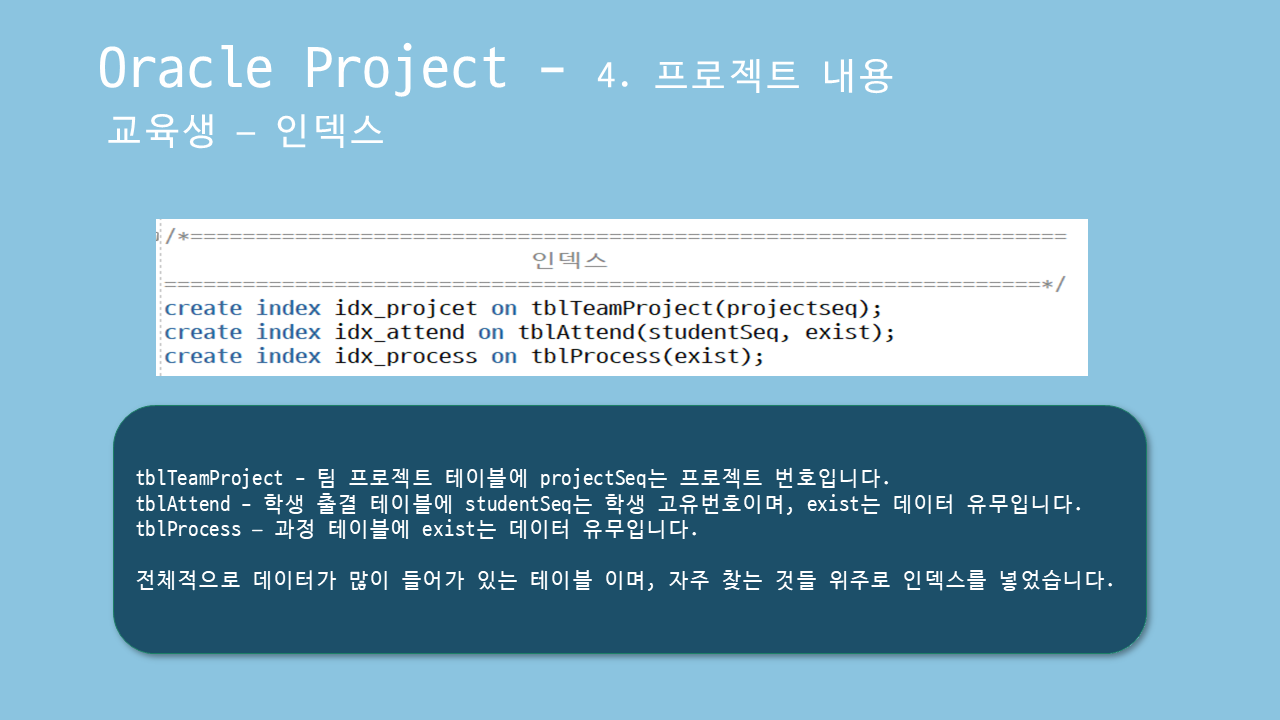 Oracle Project - 4. 프로젝트 내용
교육생 – 인덱스
/*===================================================================
인덱스
===================================================================*/
create index idx_projcet on tblTeamProject(projectseq);
create index idx_attend on tblAttend(studentSeq, exist);
create index idx_process on tblProcess(exist);
tblTeamProject - 팀 프로젝트 테이블에 projectSeq는 프로젝트 번호입니다.
tblAttend - 학생 출결 테이블에 studentSeq는 학생 고유번호이며, exist는 데이터 유무입니다.
tblProcess – 과정 테이블에 exist는 데이터 유무입니다.
전체적으로 데이터가 많이 들어가 있는 테이블 이며, 자주 찾는 것들 위주로 인덱스를 넣었습니다.